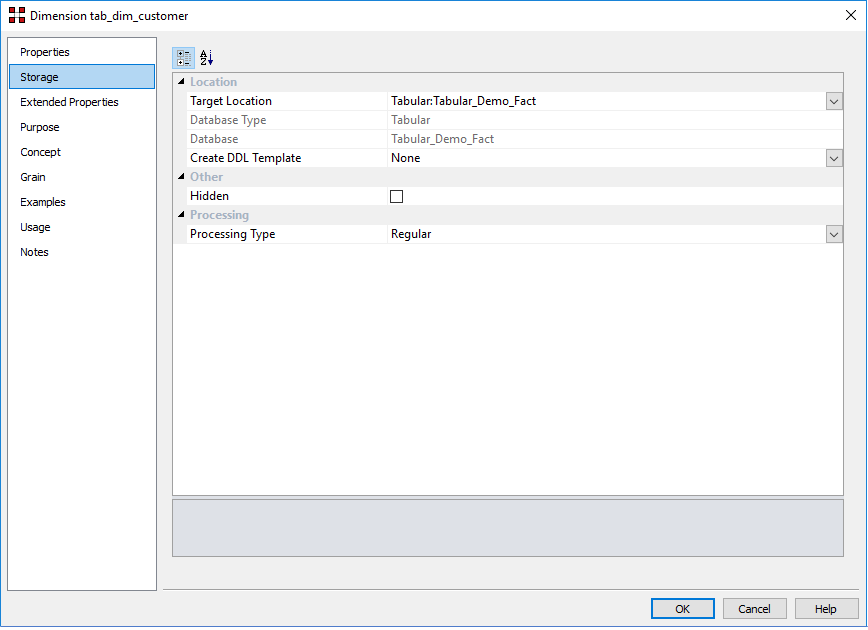 Dimension tab_dim_customer
Properties
Storage
Extended Properties
Purpose
Concept
Grain
Examples
Usage
Notes
Location
Target Location Tabular:Tabular_Demo_Fact
Database Type Tabular
Database Tabular_Demo_Fact
Create DDL Template None
Other
Hidden
Processing
Processing Type Regular
OK Cancel Help